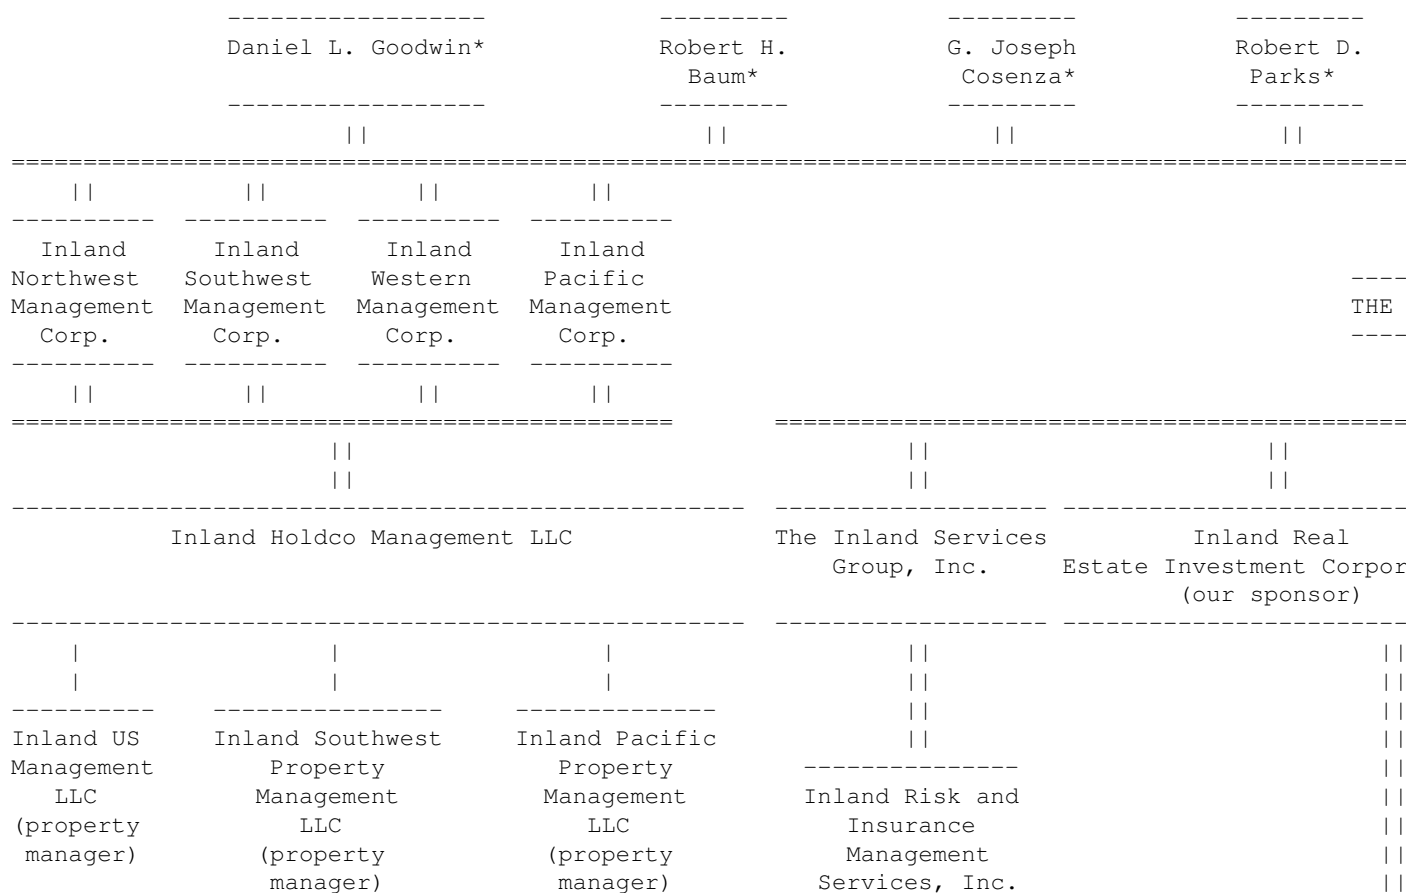 Daniel L. Goodwin* Robert H. G. Joseph Robert D.
Baum* Cosenza* Parks*
Inland Inland Inland Inland
Northwest Southwest Western Pacific
Management Management Management Management THE
Corp. Corp. Corp. Corp.
Inland Holdco Management LLC The Inland Services Inland Real
Group, Inc. Estate Investment Corpor
(our sponsor)
Inland US Inland Southwest Inland Pacific
Management Property Property
LLC Management Management Inland Risk and
(property LLC LLC Insurance
manager) (property (property Management
manager) manager) Services, Inc.